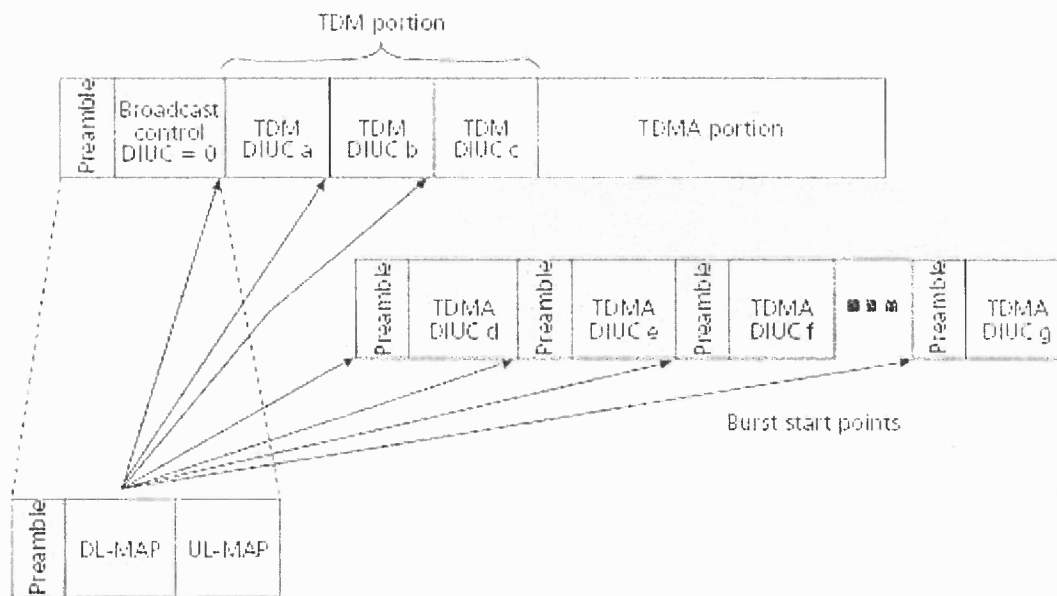 TDM portion
Preamble
Broadcast
control
DIUC = 0
TDM
DIUC a
TDM
DIUC b
TDM
DIUC c
TDMA portion
Preamble
TDMA
DIUC d
Preamble
TDMA
DIUC e
Preamble
TDMA
DIUC f
Preamble
TDMA
DIUC g
Burst start points
Preamble
DL-MAP
UL-MAP